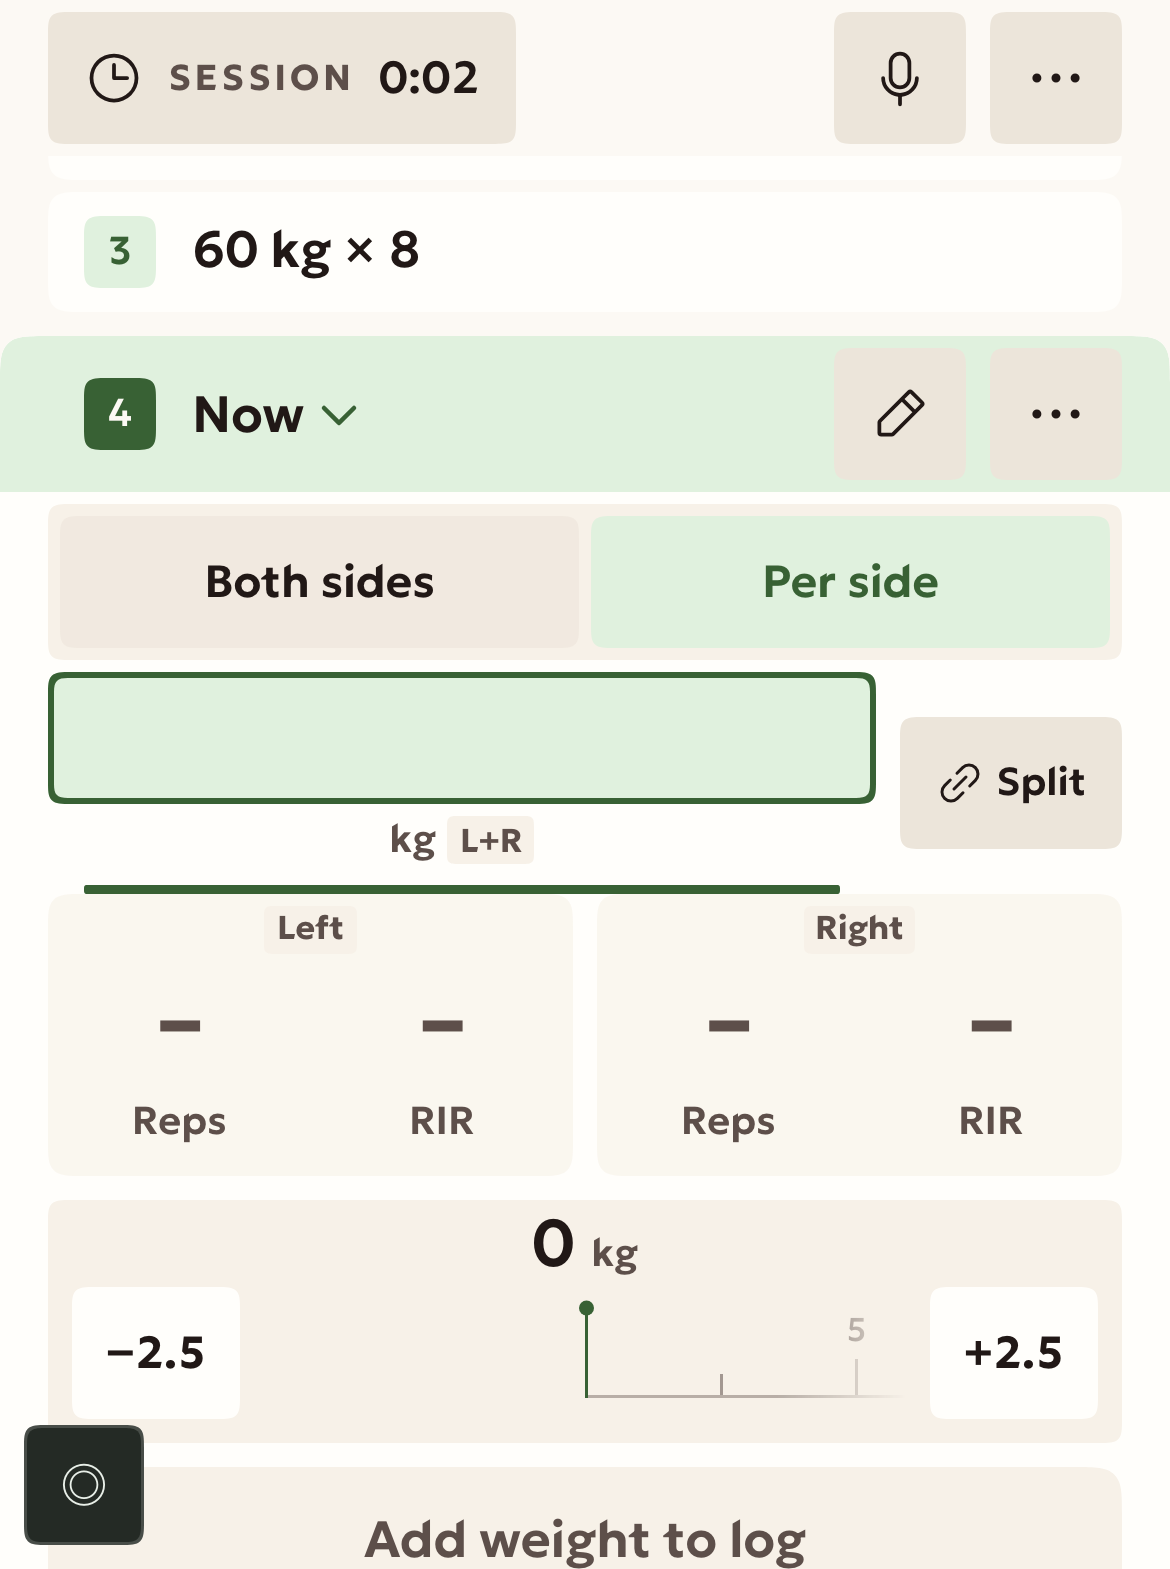 SESSION 0:02
3 60 kg × 8
4 Now
Both sides Per side
Split
kg L+R
Left Right
– – – –
Reps RIR Reps RIR
0 kg
5
−2.5 +2.5
Add weight to log